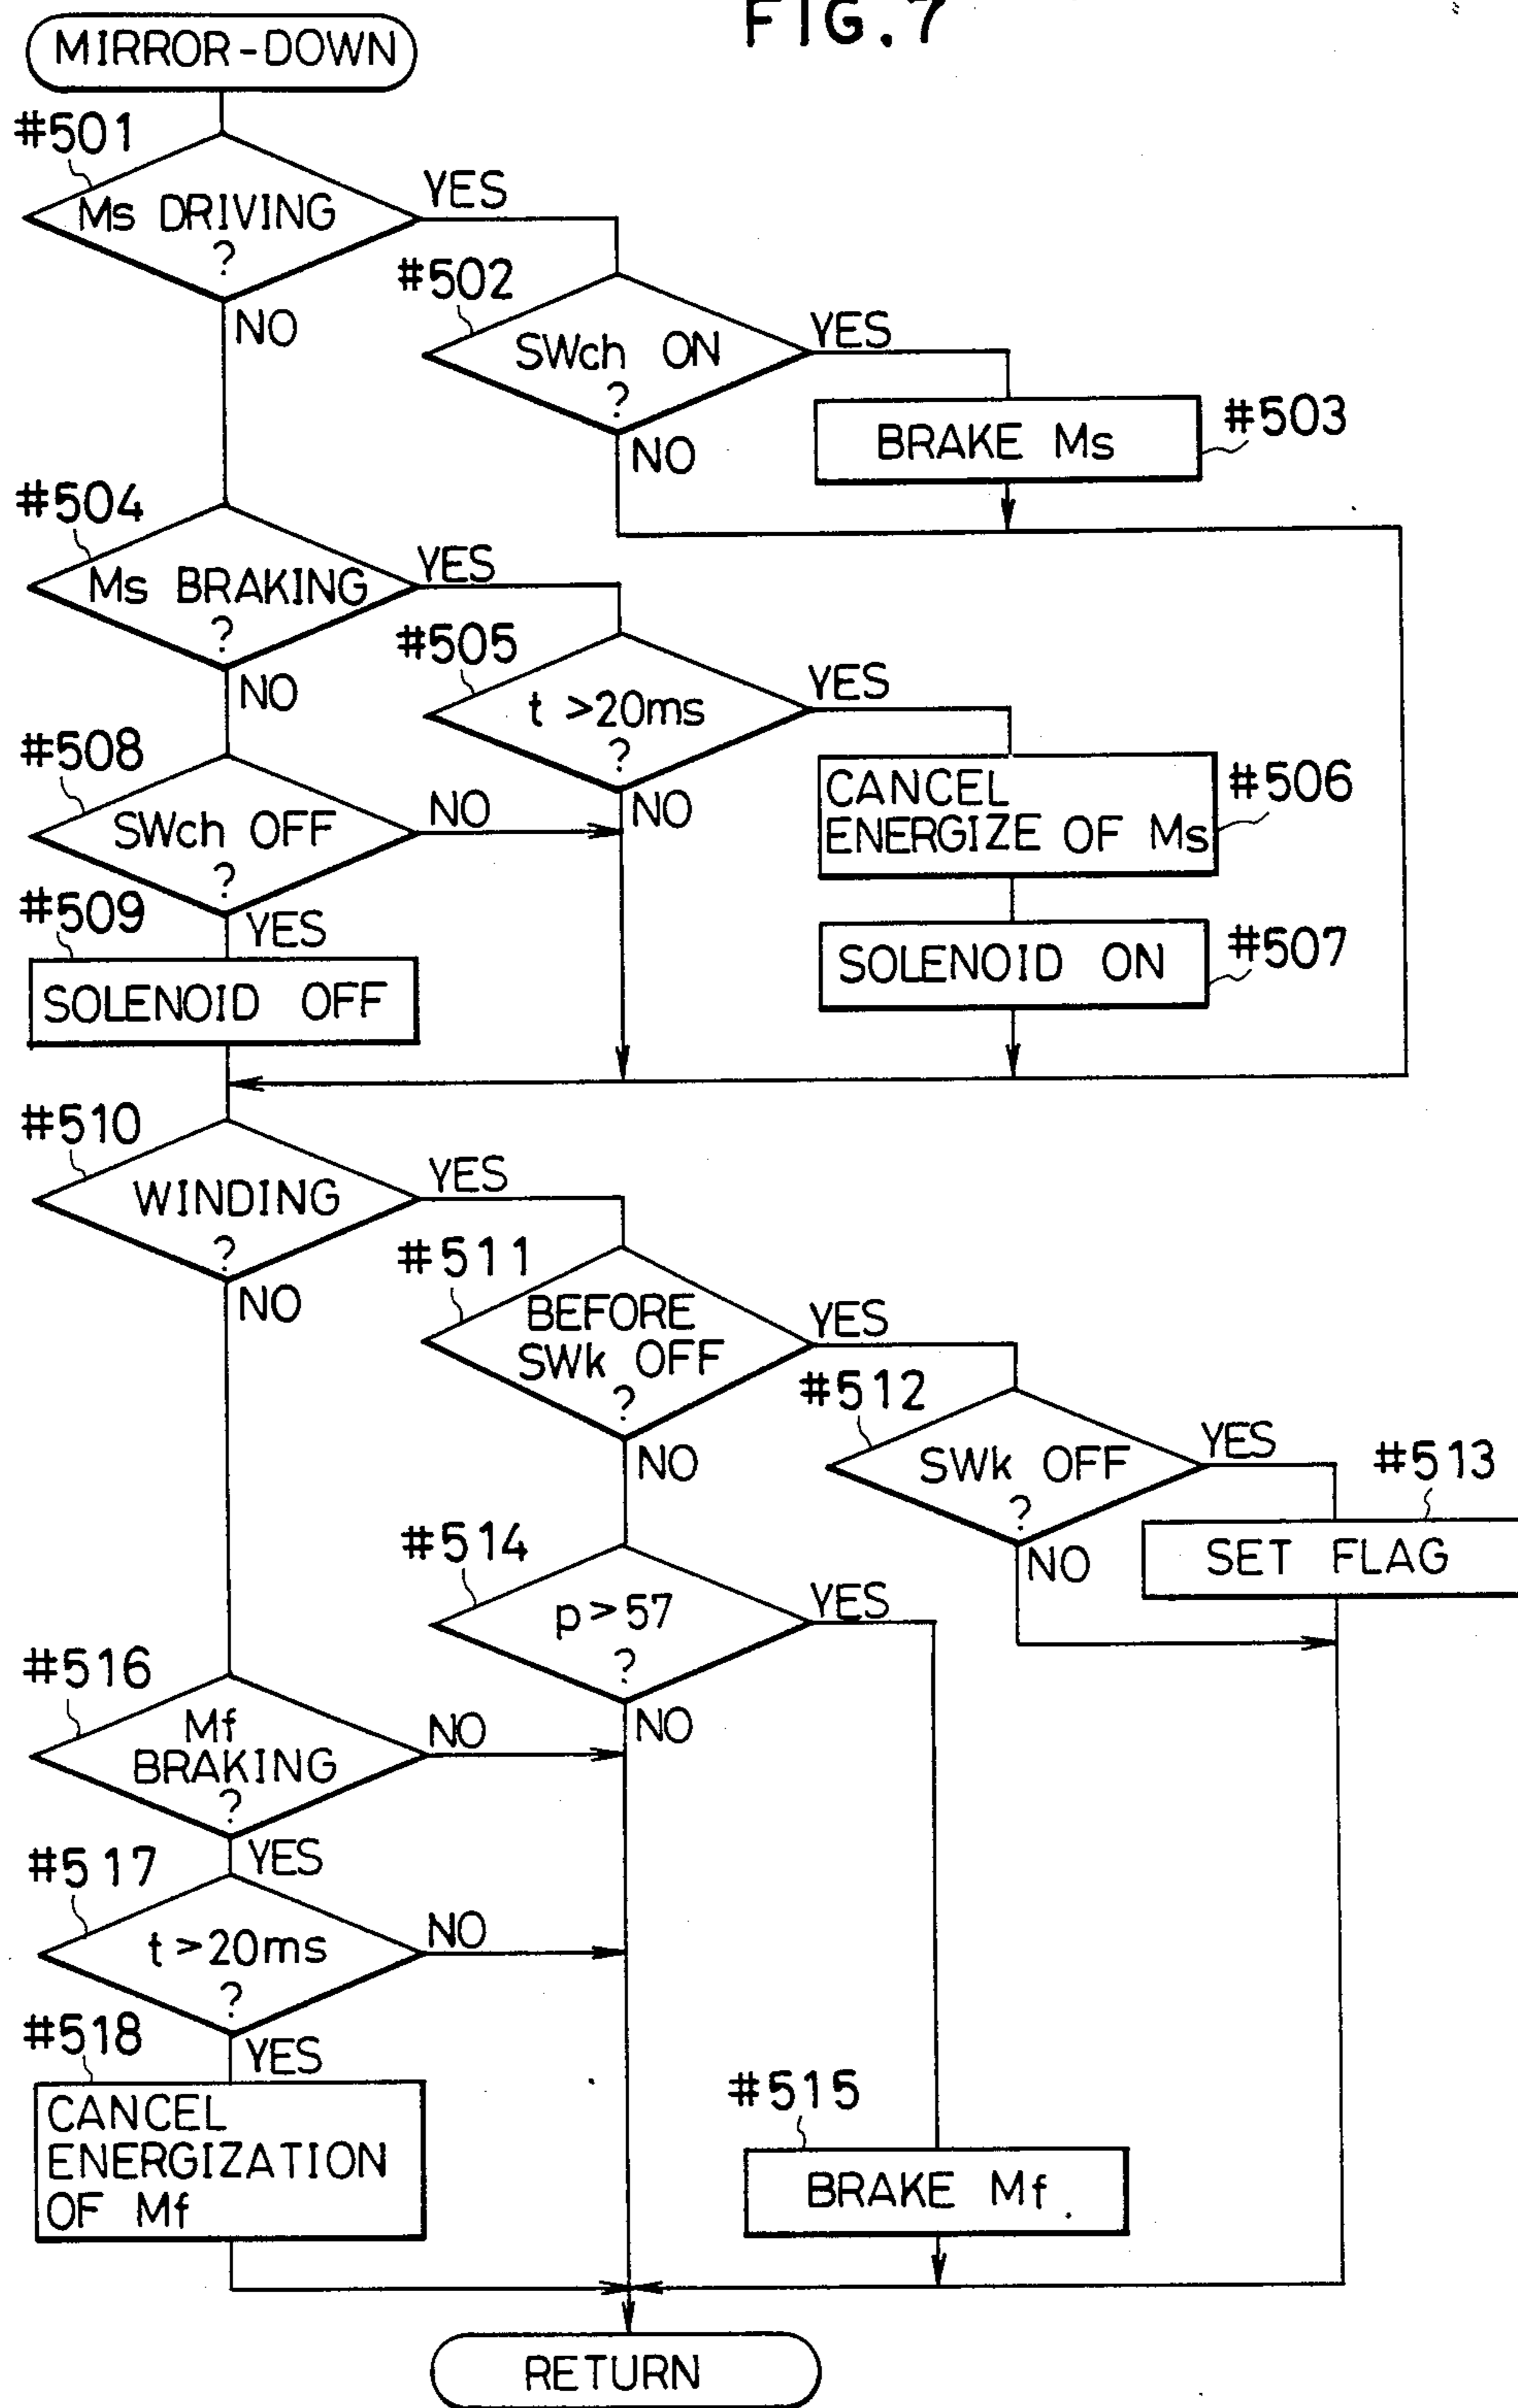 FIG.7
MIRROR-DOWN
#501
Ms DRIVING
?
YES
NO
#502
SWch ON
?
YES
NO
BRAKE Ms
#503
#504
Ms BRAKING
?
YES
NO
#505
t >20ms
?
YES
NO
CANCEL
ENERGIZE OF Ms
#506
SOLENOID ON
#507
#508
SWch OFF
?
NO
YES
#509
SOLENOID OFF
#510
WINDING
?
YES
NO
#511
BEFORE
SWk OFF
?
YES
NO
#512
SWk OFF
?
YES
NO
#513
SET FLAG
#514
p>57
?
YES
NO
#516
Mf
BRAKING
?
NO
YES
#517
t>20ms
?
NO
YES
#518
CANCEL
ENERGIZATION
OF Mf
#515
BRAKE Mf
RETURN